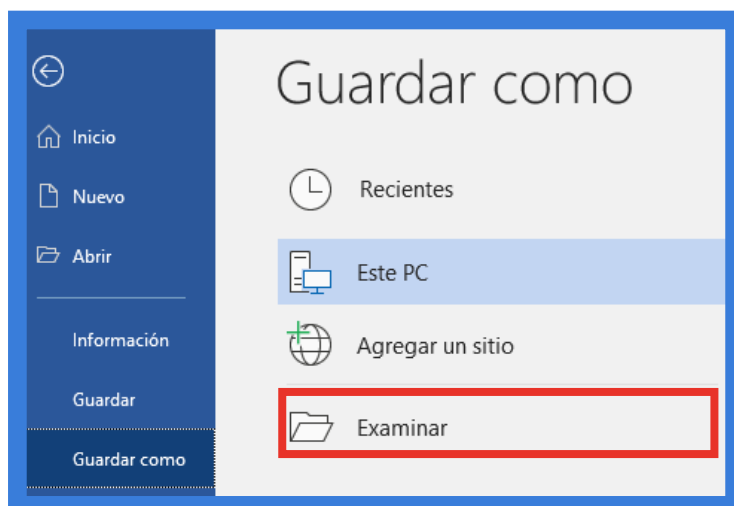 Inicio
Nuevo
Abrir
Información
Guardar
Guardar como
Guardar como
Recientes
Este PC
Agregar un sitio
Examinar